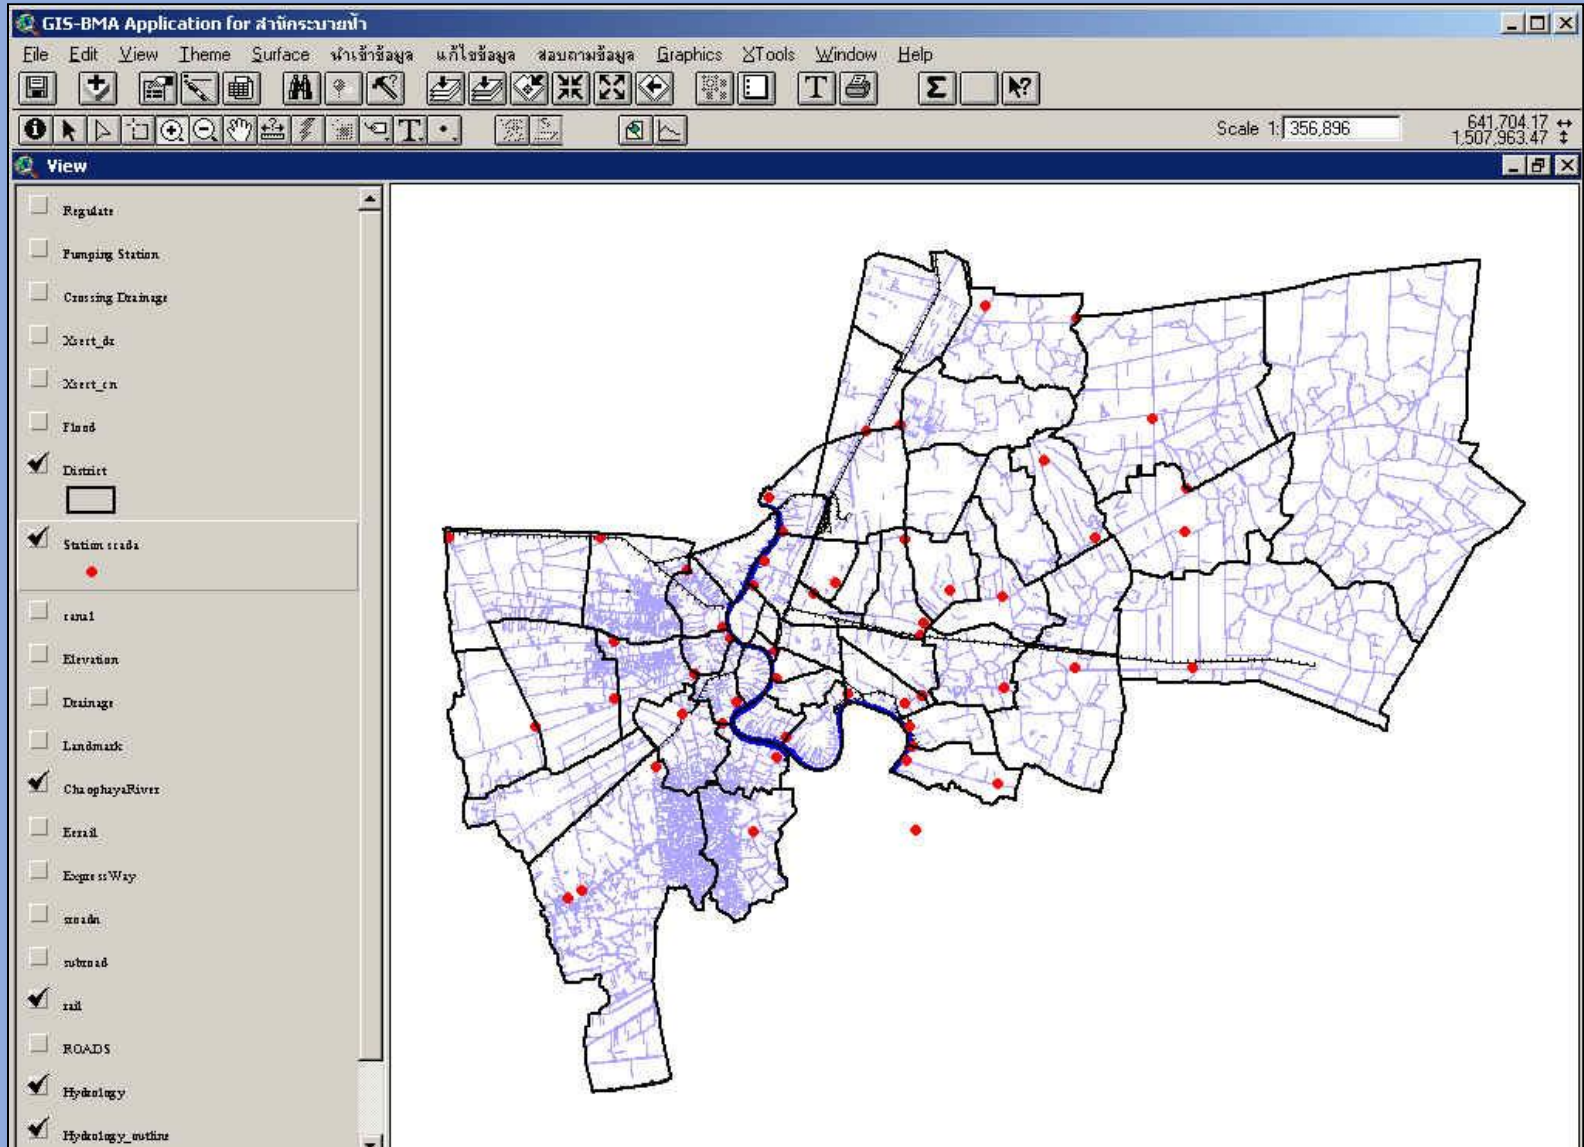 GIS-BMA Application for สำนักระบายน้ำ
File Edit View Theme Surface นำเข้าข้อมูล แก้ไขข้อมูล สอบถามข้อมูล Graphics XTools Window Help
Scale 1: 356,896
641,704.17
1,507,963.47
View
Regulate
Pumping Station
Crossing Drainage
Xsect_dr
Xsect_cn
Flood
District
Station scada
canal
Elevation
Drainage
Landmark
ChaophayaRiver
Errail
ExpressWay
sroadn
subroad
rail
ROADS
Hydrology
Hydrology_outline